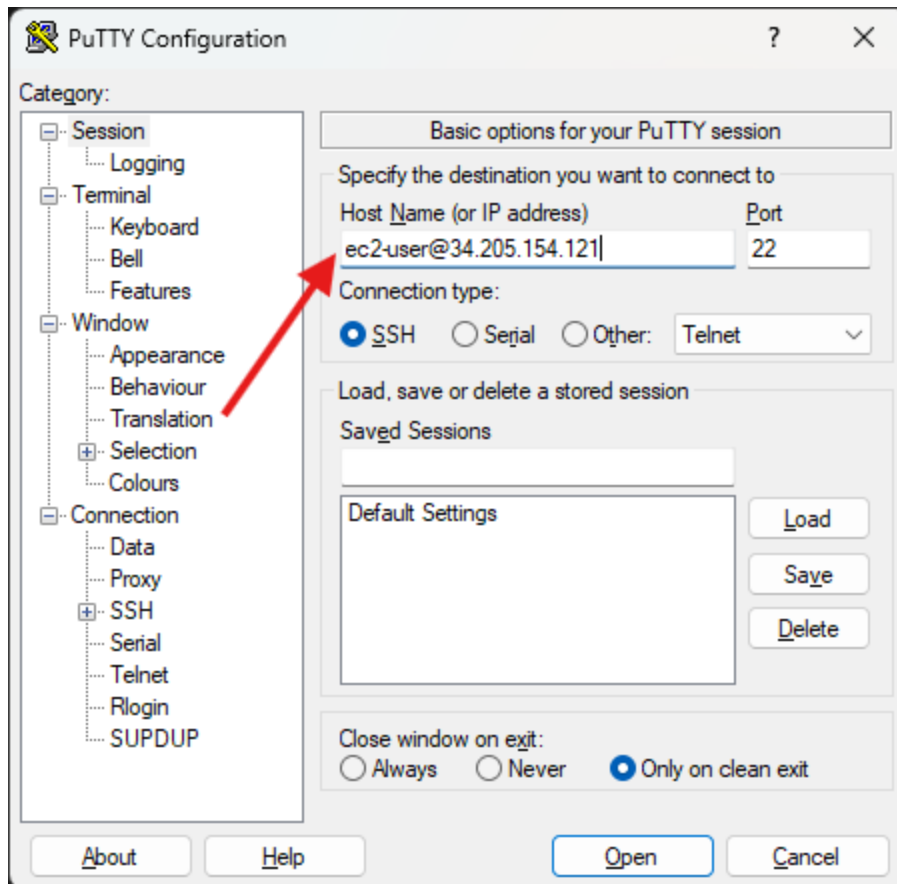 PuTTY Configuration
?
Category:
Session
Logging
Terminal
Keyboard
Bell
Features
Window
Appearance
Behaviour
Translation
Selection
Colours
Connection
Data
Proxy
SSH
Serial
Telnet
Rlogin
SUPDUP
Basic options for your PuTTY session
Specify the destination you want to connect to
Host Name (or IP address) Port
ec2-user@34.205.154.121 22
Connection type:
SSH Serial Other: Telnet
Load, save or delete a stored session
Saved Sessions
Default Settings
Load
Save
Delete
Close window on exit:
Always Never Only on clean exit
About Help Open Cancel